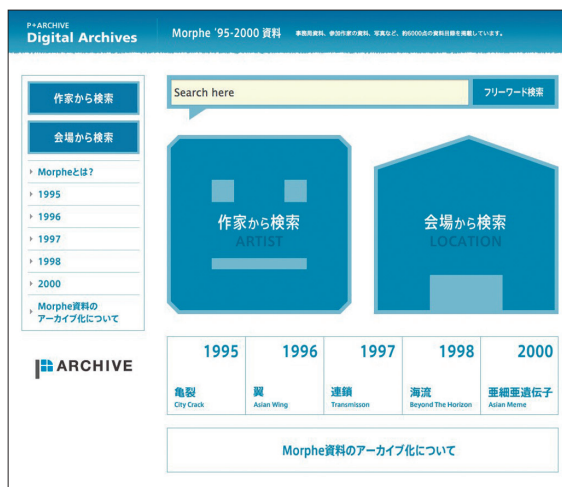 P+ARCHIVE
Digital Archives
Morphe '95-2000 資料
事務局資料、参加作家の資料、写真など、約6000点の資料目録を掲載しています。
作家から検索
会場から検索
Morpheとは?
1995
1996
1997
1998
2000
Morphe資料の
アーカイブ化について
ARCHIVE
Search here
フリーワード検索
作家から検索
ARTIST
会場から検索
LOCATION
1995
亀裂
City Crack
1996
翼
Asian Wing
1997
連鎖
Transmisson
1998
海流
Beyond The Horizon
2000
亜細亜遺伝子
Asian Meme
Morphe資料のアーカイブ化について